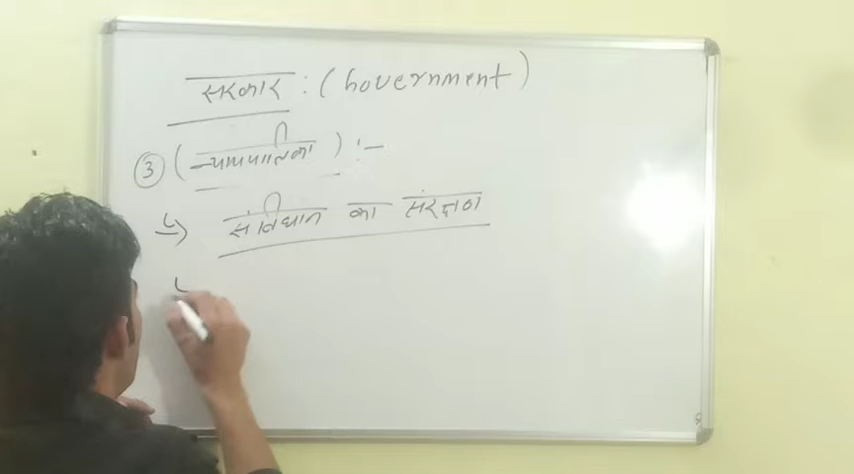 सरकार : (Government)
③ (न्यायपालिका) :-
↳ संविधान का संरक्षण